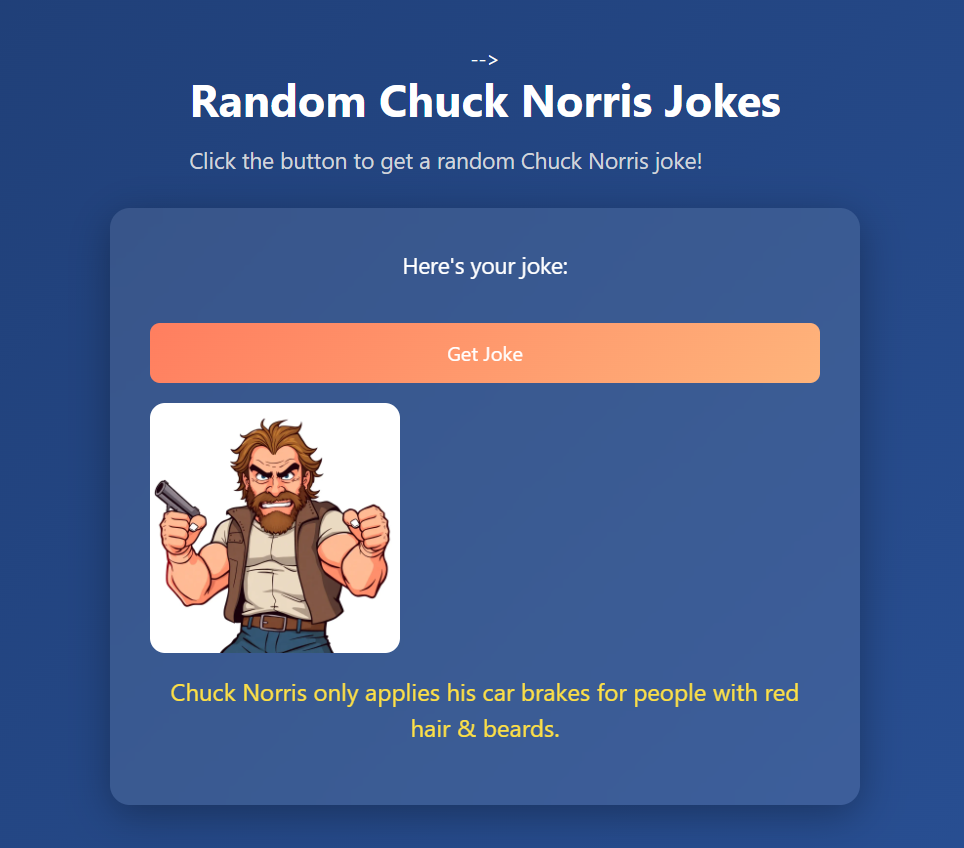 -->
Random Chuck Norris Jokes
Click the button to get a random Chuck Norris joke!
Here's your joke:
Get Joke
Chuck Norris only applies his car brakes for people with red
hair & beards.